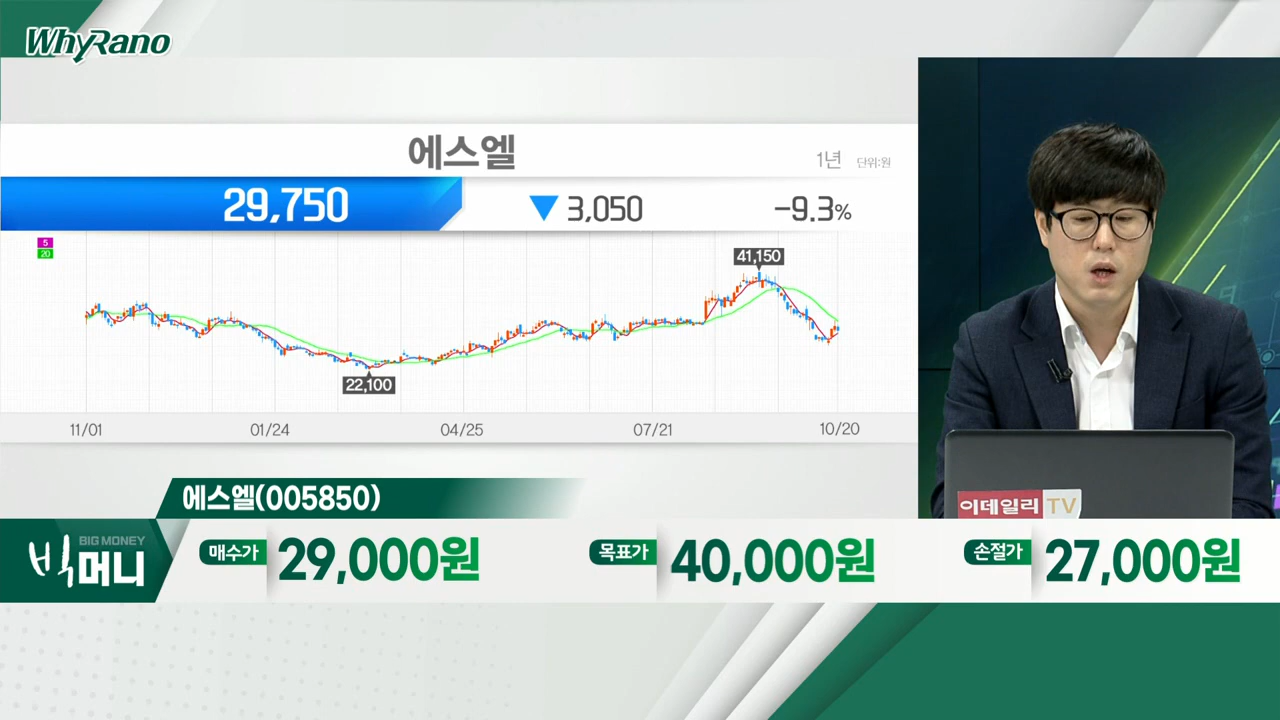 WhyRano
에스엘
1년 단위:원
29,750 ▼ 3,050 -9.3%
5
20
41,150
22,100
11/01 01/24 04/25 07/21 10/20
이데일리 TV
에스엘(005850)
빅머니 BIG MONEY
매수가 29,000원 목표가 40,000원 손절가 27,000원